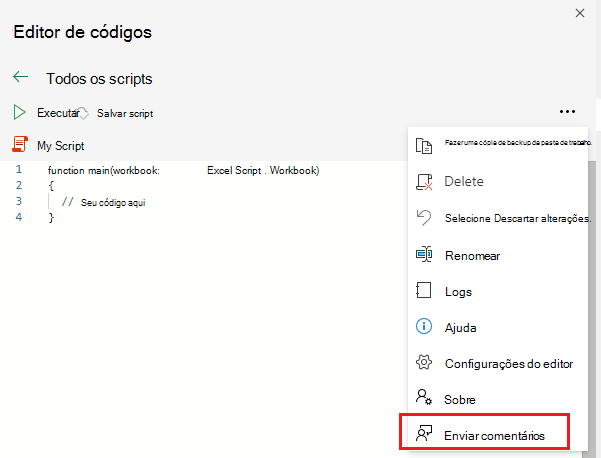 Editor de códigos
Todos os scripts
Executar Salvar script
My Script
1 function main(workbook: Excel Script . Workbook)
2 {
3 // Seu código aqui
4 }
Fazer uma cópia de backup da pasta de trabalho.
Delete
Selecione Descartar alterações.
Renomear
Logs
Ajuda
Configurações do editor
Sobre
Enviar comentários